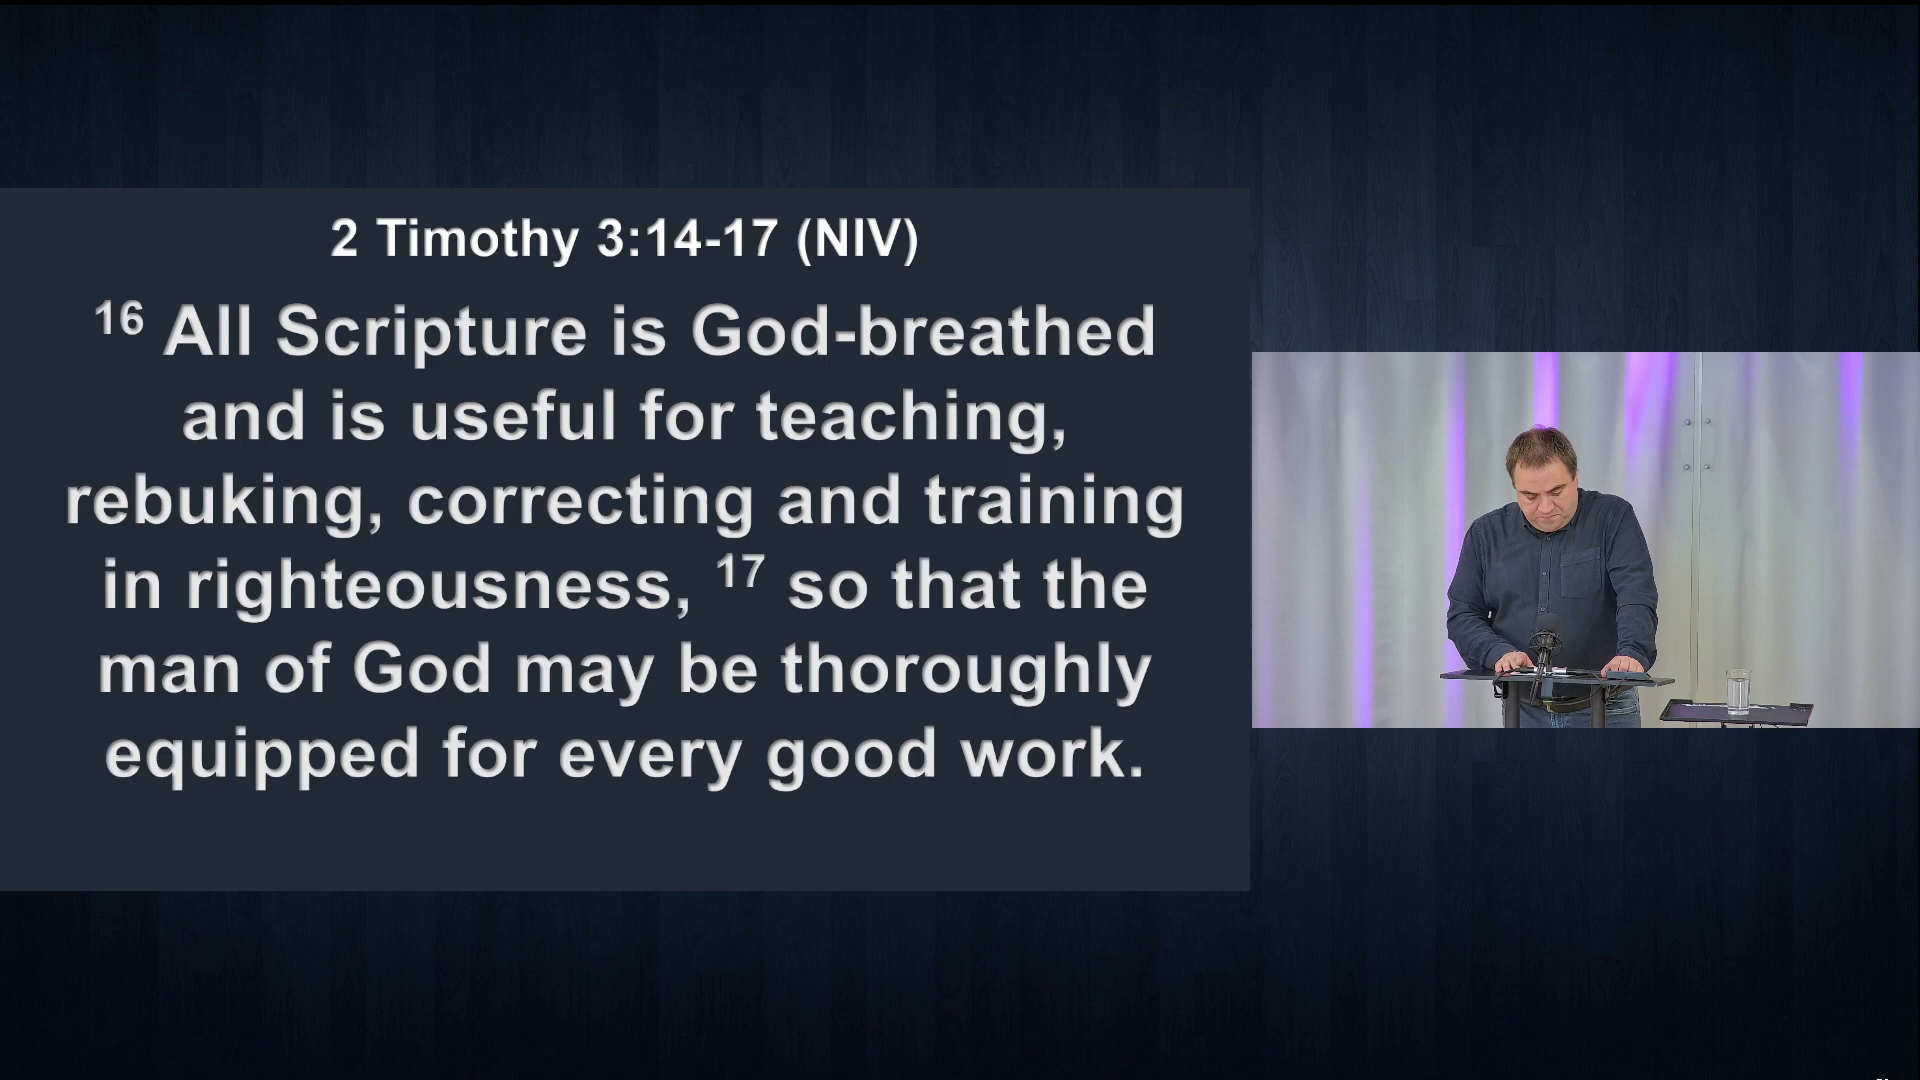 2 Timothy 3:14-17 (NIV)
16 All Scripture is God-breathed
and is useful for teaching,
rebuking, correcting and training
in righteousness, 17 so that the
man of God may be thoroughly
equipped for every good work.